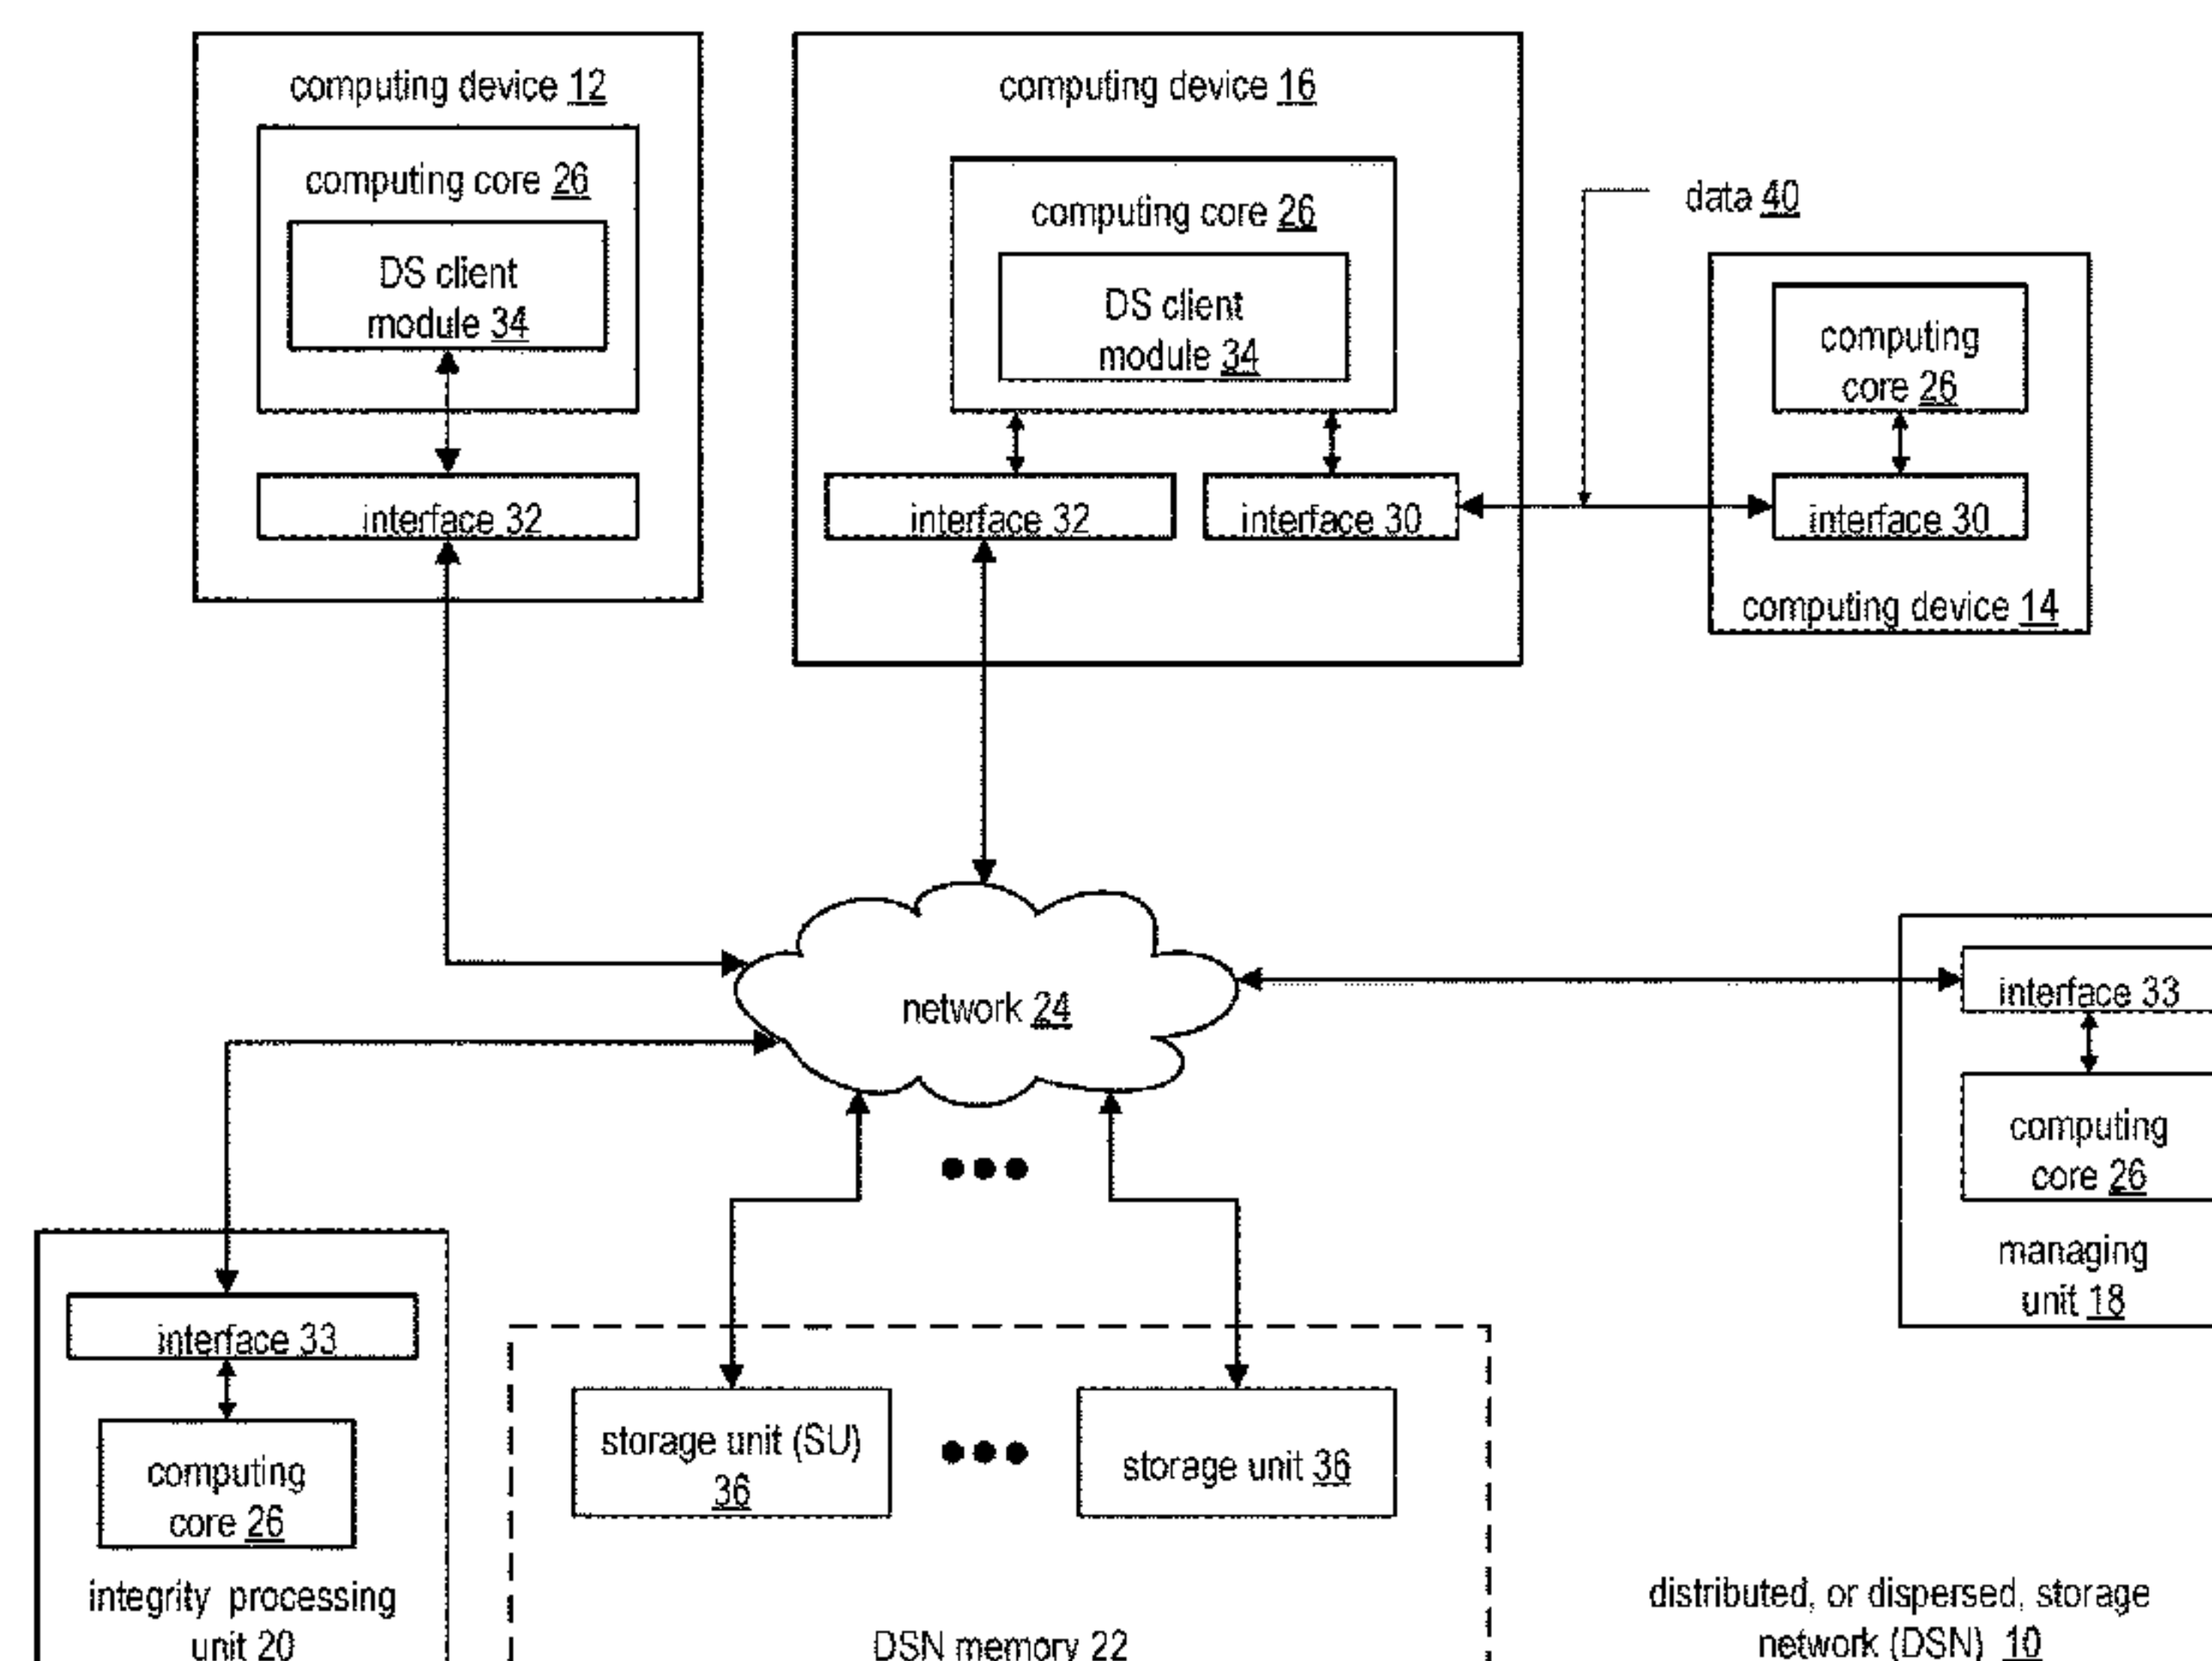 computing device 12
computing core 26
DS client
module 34
interface 32
computing device 16
computing core 26
DS client
module 34
interface 32
interface 30
data 40
computing
core 26
interface 30
computing device 14
network 24
interface 33
computing
core 26
managing
unit 18
interface 33
computing
core 26
integrity processing
unit 20
storage unit (SU)
36
storage unit 36
DSN memory 22
distributed, or dispersed, storage
network (DSN) 10